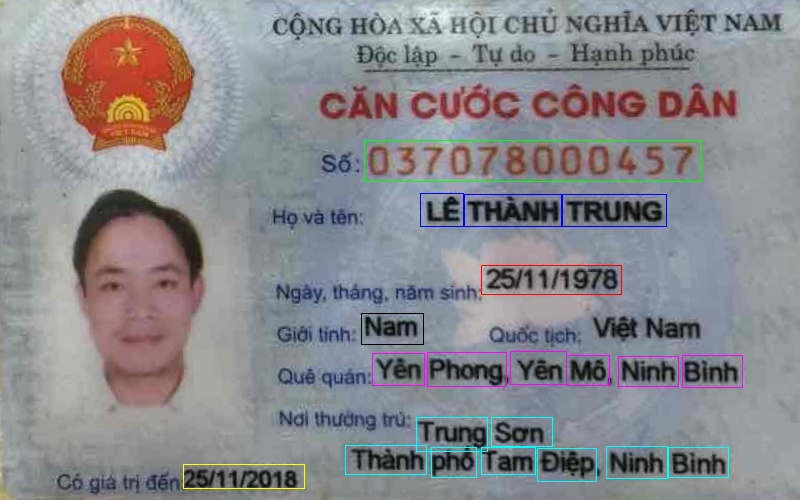 CỘNG HÒA XÃ HỘI CHỦ NGHĨA VIỆT NAM
Độc lập - Tự do - Hạnh phúc
CĂN CƯỚC CÔNG DÂN
Số: 037078000457
Họ và tên: LÊ THÀNH TRUNG
Ngày, tháng, năm sinh: 25/11/1978
Giới tính: Nam Quốc tịch: Việt Nam
Quê quán: Yên Phong, Yên Mô, Ninh Bình
Nơi thường trú: Trung Sơn
Thành phố Tam Điệp, Ninh Bình
Có giá trị đến: 25/11/2018